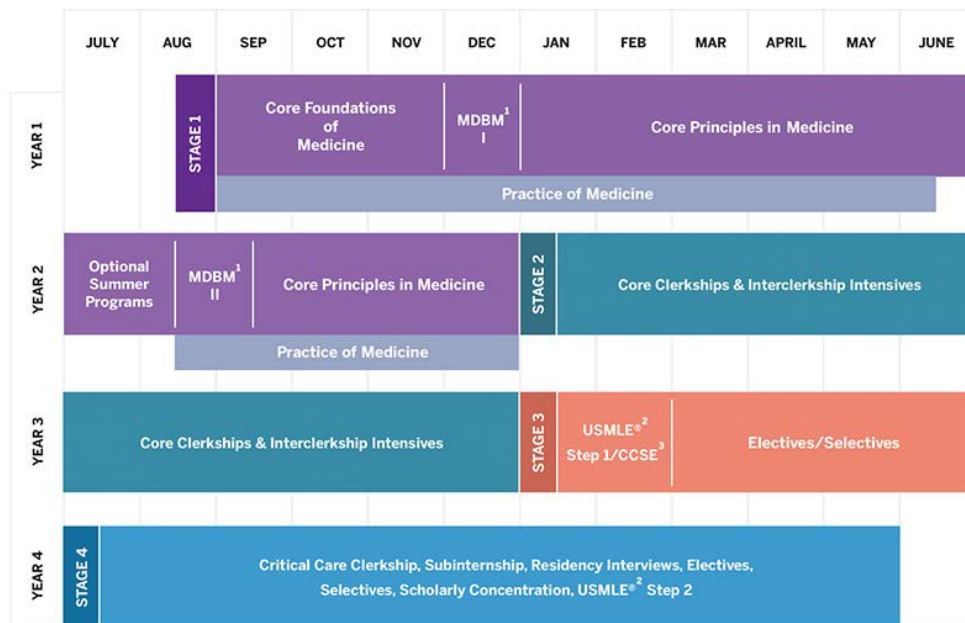 JULY AUG SEP OCT NOV DEC JAN FEB MAR APRIL MAY JUNE
YEAR 1
STAGE 1
Core Foundations
of
Medicine
MDBM¹
I
Core Principles in Medicine
Practice of Medicine
YEAR 2
Optional
Summer
Programs
MDBM¹
II
Core Principles in Medicine
STAGE 2
Core Clerkships & Interclerkship Intensives
Practice of Medicine
YEAR 3
Core Clerkships & Interclerkship Intensives
STAGE 3
USMLE®²
Step 1/CCSE³
Electives/Selectives
YEAR 4
STAGE 4
Critical Care Clerkship, Subinternship, Residency Interviews, Electives,
Selectives, Scholarly Concentration, USMLE®² Step 2